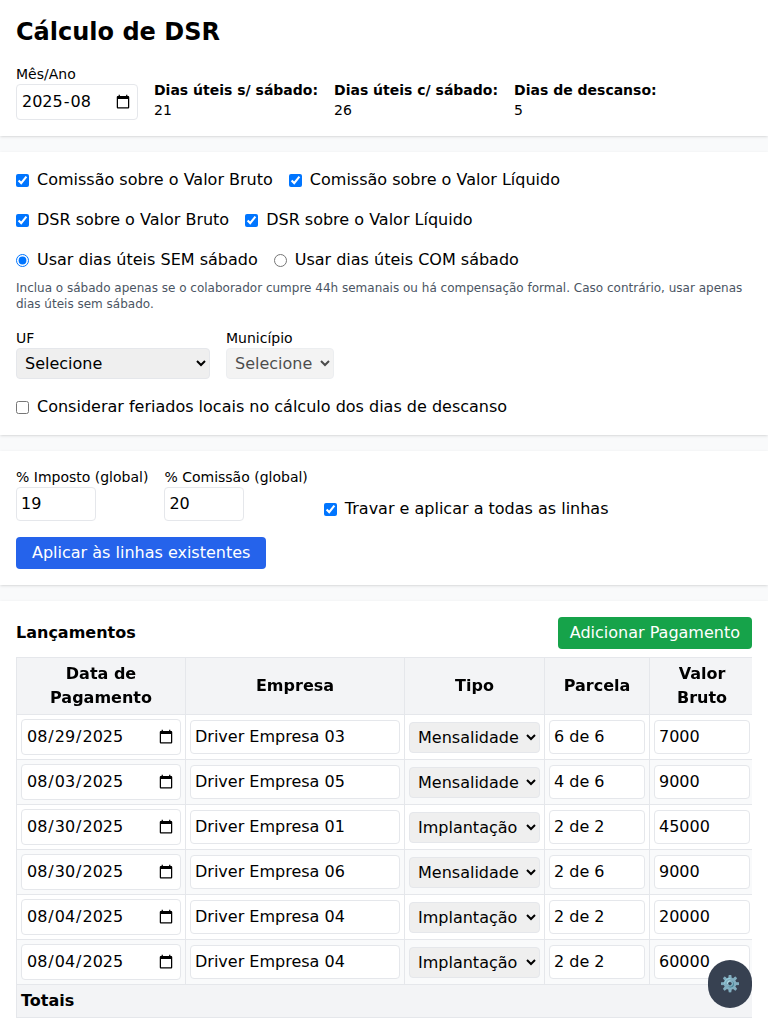 Cálculo de DSR
Mês/Ano
2025-08
Dias úteis s/ sábado:
21
Dias úteis c/ sábado:
26
Dias de descanso:
5
Comissão sobre o Valor Bruto Comissão sobre o Valor Líquido
DSR sobre o Valor Bruto DSR sobre o Valor Líquido
Usar dias úteis SEM sábado Usar dias úteis COM sábado
Inclua o sábado apenas se o colaborador cumpre 44h semanais ou há compensação formal. Caso contrário, usar apenas
dias úteis sem sábado.
UF
Selecione
Município
Selecione
Considerar feriados locais no cálculo dos dias de descanso
% Imposto (global)
19
% Comissão (global)
20
Travar e aplicar a todas as linhas
Aplicar às linhas existentes
Lançamentos
Adicionar Pagamento
Data de
Pagamento
Empresa
Tipo
Parcela
Valor
Bruto
08/29/2025 Driver Empresa 03 Mensalidade 6 de 6 7000
08/03/2025 Driver Empresa 05 Mensalidade 4 de 6 9000
08/30/2025 Driver Empresa 01 Implantação 2 de 2 45000
08/30/2025 Driver Empresa 06 Mensalidade 2 de 6 9000
08/04/2025 Driver Empresa 04 Implantação 2 de 2 20000
08/04/2025 Driver Empresa 04 Implantação 2 de 2 60000
Totais